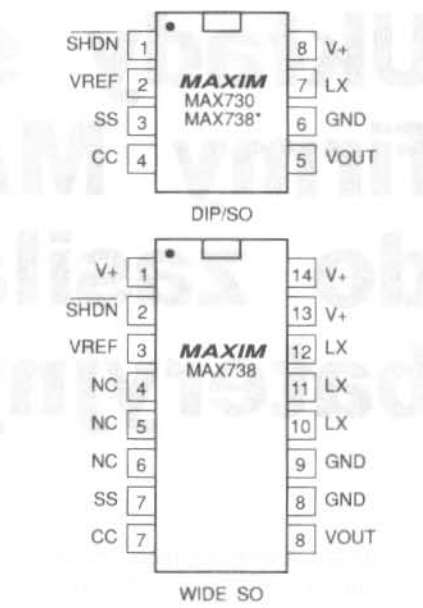 SHDN 1 8 V+
VREF 2 MAXIM 7 LX
MAX730
SS 3 MAX738* 6 GND
CC 4 5 VOUT
DIP/SO
V+ 1 14 V+
SHDN 2 13 V+
VREF 3 MAXIM 12 LX
MAX738
NC 4 11 LX
NC 5 10 LX
NC 6 9 GND
SS 7 8 GND
CC 7 8 VOUT
WIDE SO